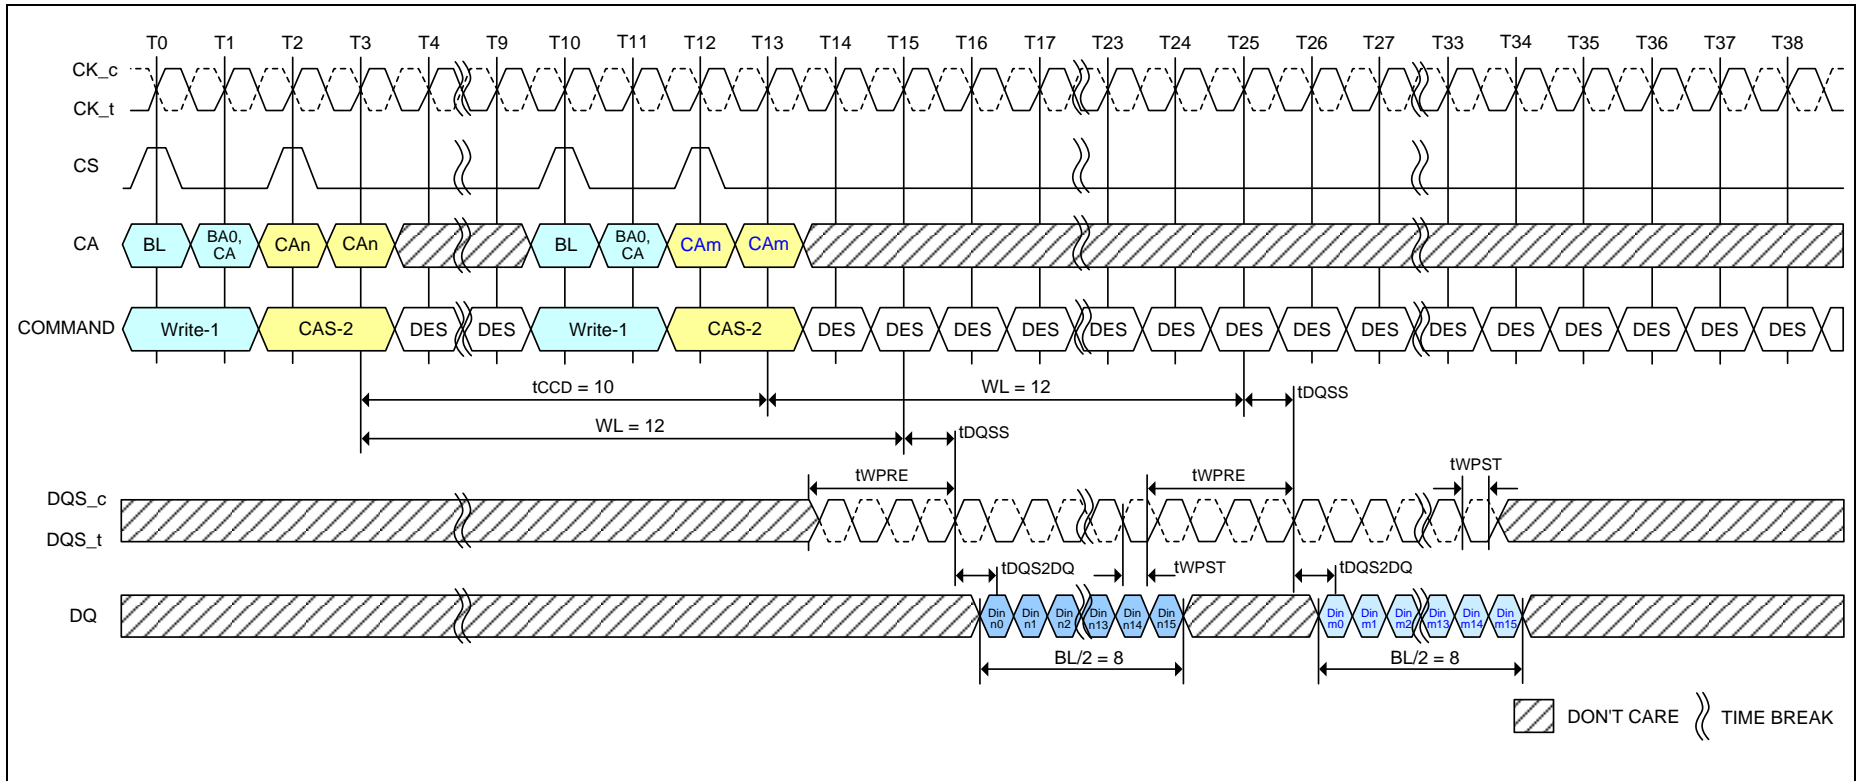 T0 T1 T2 T3 T4 T9 T10 T11 T12 T13 T14 T15 T16 T17 T23 T24 T25 T26 T27 T33 T34 T35 T36 T37 T38
CK_c
CK_t
CS
CA BL BA0, CA CAn CAn BL BA0, CA CAm CAm
COMMAND Write-1 CAS-2 DES DES Write-1 CAS-2 DES DES DES DES DES DES DES DES DES DES DES DES DES DES DES
tCCD = 10 WL = 12 tDQSS
WL = 12 tDQSS
tWPRE tWPRE tWPST
DQS_c
DQS_t
tDQS2DQ tWPST tDQS2DQ
DQ Din n0 Din n1 Din n2 Din n13 Din n14 Din n15 Din m0 Din m1 Din m2 Din m13 Din m14 Din m15
BL/2 = 8 BL/2 = 8
DON'T CARE TIME BREAK